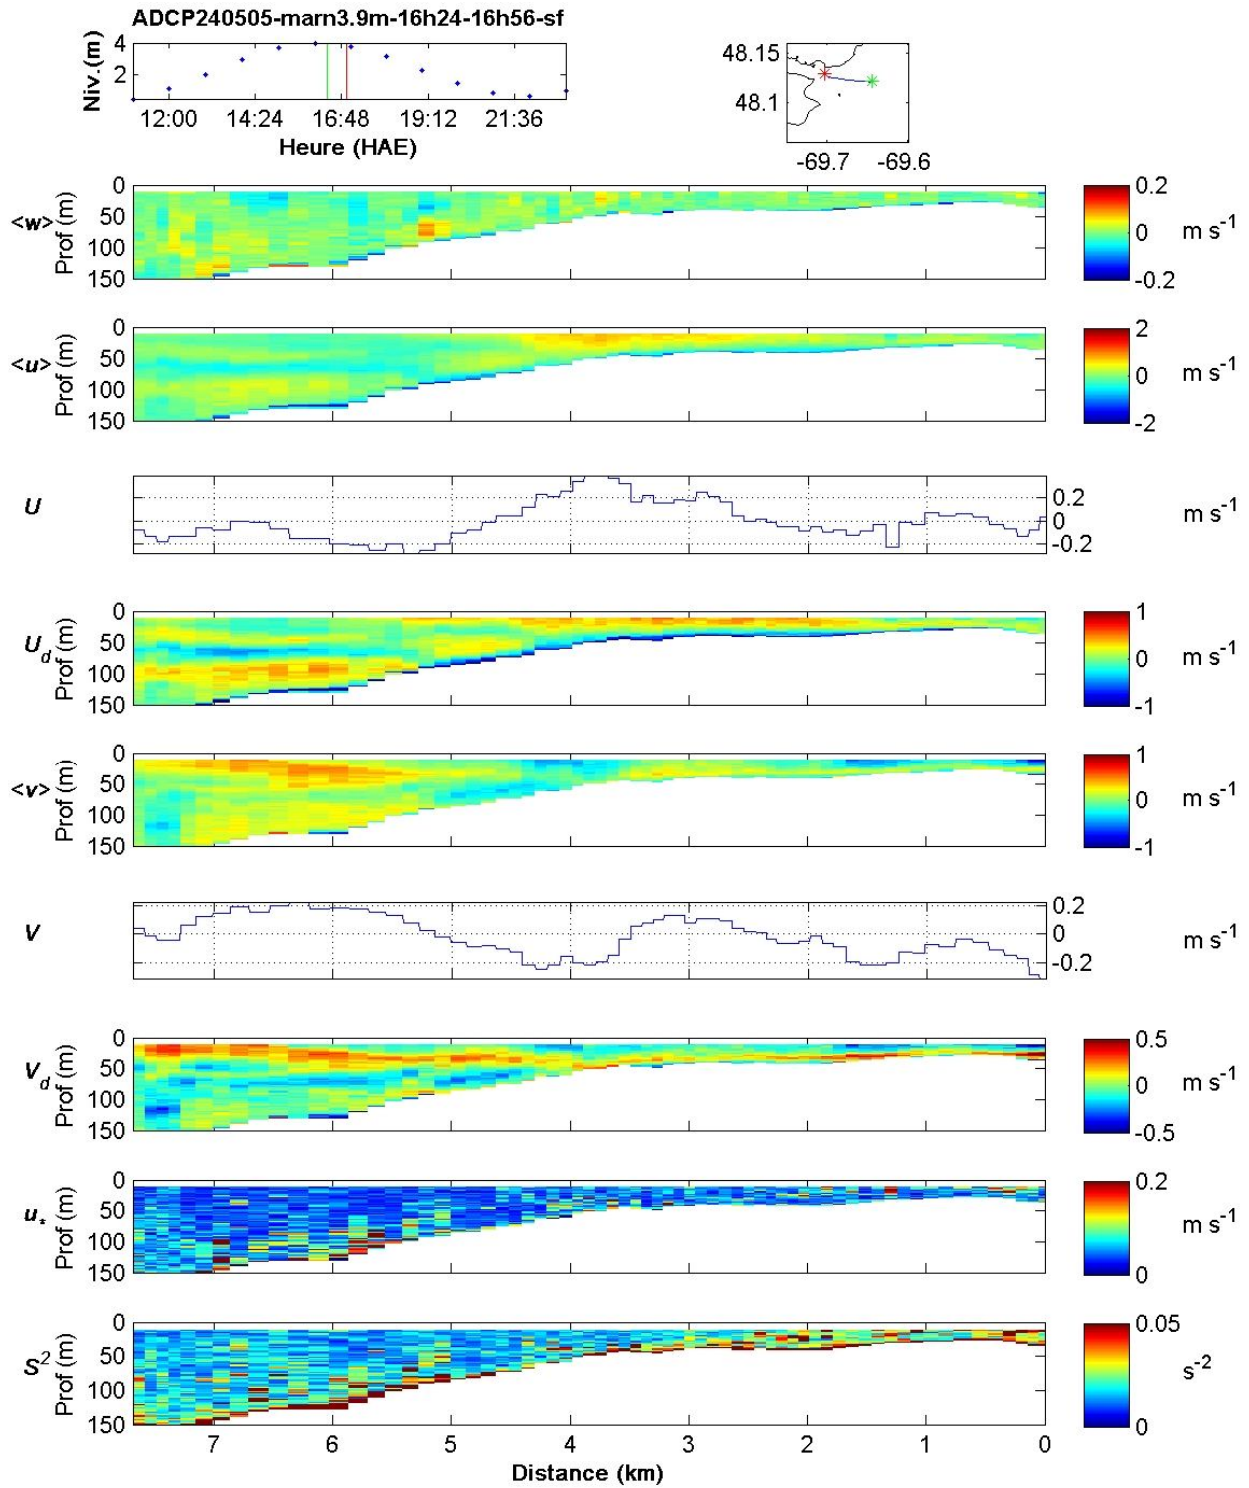 ADCP240505-marn3.9m-16h24-16h56-sf
Niv.(m)
4
2
12:00 14:24 16:48 19:12 21:36
Heure (HAE)
48.15
48.1
-69.7 -69.6
<w>
Prof (m)
0
50
100
150
0.2
0
-0.2
m s-1
<u>
Prof (m)
0
50
100
150
2
0
-2
m s-1
U
0.2
0
-0.2
m s-1
Ud
Prof (m)
0
50
100
150
1
0
-1
m s-1
<v>
Prof (m)
0
50
100
150
1
0
-1
m s-1
V
0.2
0
-0.2
m s-1
Vd
Prof (m)
0
50
100
150
0.5
0
-0.5
m s-1
u*
Prof (m)
0
50
100
150
0.2
0
m s-1
S2
Prof (m)
0
50
100
150
0.05
0
s-2
7 6 5 4 3 2 1 0
Distance (km)